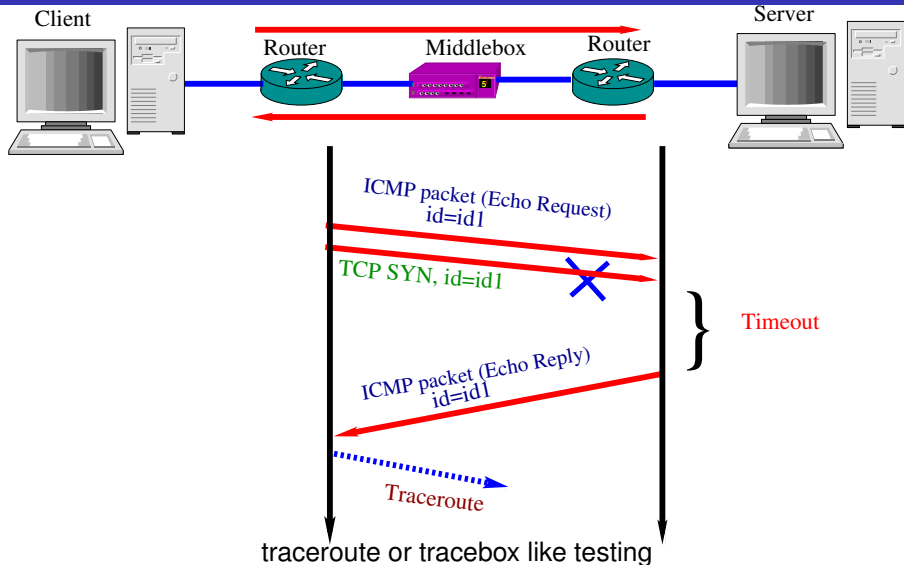 Client
Server
Router
Middlebox
Router
5
ICMP packet (Echo Request)
id=id1
TCP SYN, id=id1
Timeout
ICMP packet (Echo Reply)
id=id1
Traceroute
traceroute or tracebox like testing